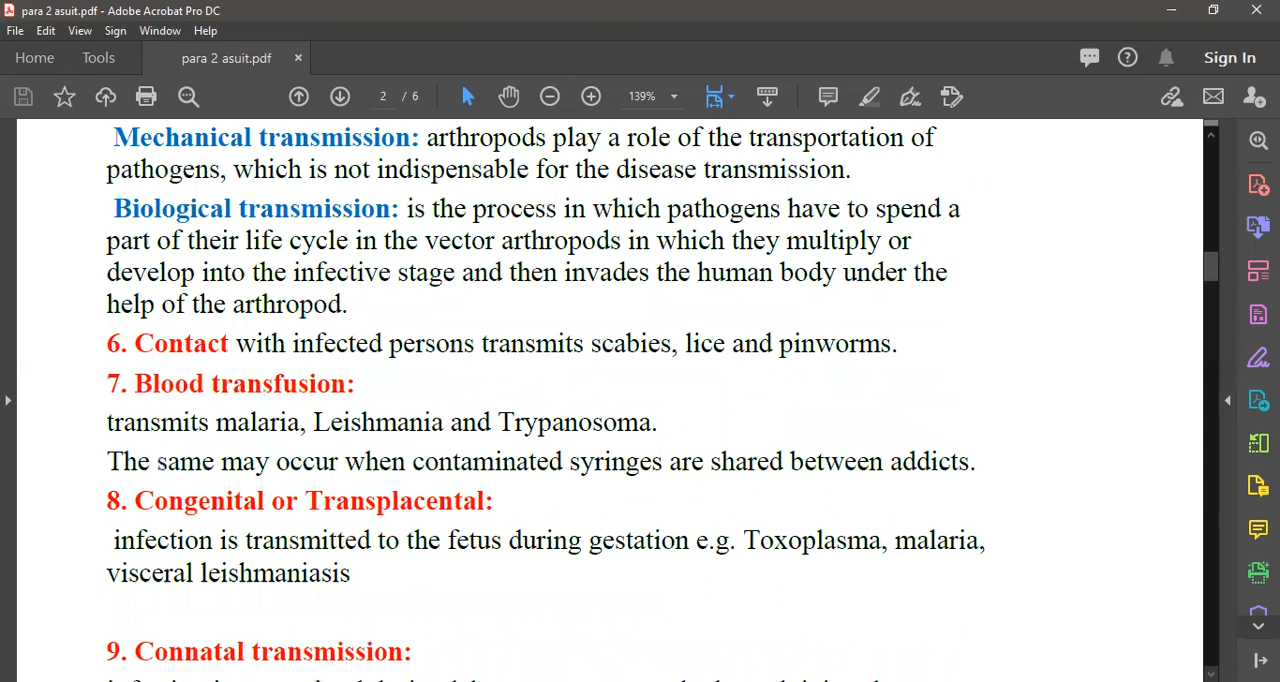 para 2 asuit.pdf - Adobe Acrobat Pro DC
File Edit View Sign Window Help
Home Tools para 2 asuit.pdf × Sign In
2 / 6 139%
Mechanical transmission: arthropods play a role of the transportation of
pathogens, which is not indispensable for the disease transmission.
Biological transmission: is the process in which pathogens have to spend a
part of their life cycle in the vector arthropods in which they multiply or
develop into the infective stage and then invades the human body under the
help of the arthropod.
6. Contact with infected persons transmits scabies, lice and pinworms.
7. Blood transfusion:
transmits malaria, Leishmania and Trypanosoma.
The same may occur when contaminated syringes are shared between addicts.
8. Congenital or Transplacental:
infection is transmitted to the fetus during gestation e.g. Toxoplasma, malaria,
visceral leishmaniasis
9. Connatal transmission: